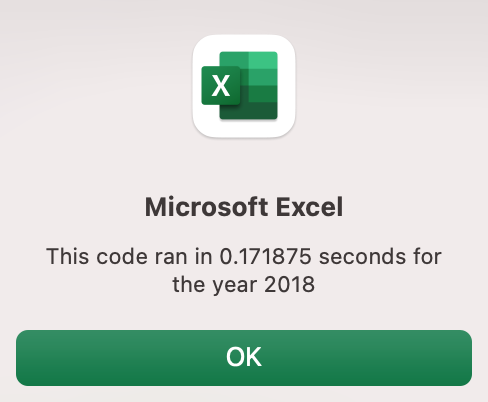 X
Microsoft Excel
This code ran in 0.171875 seconds for
the year 2018
OK